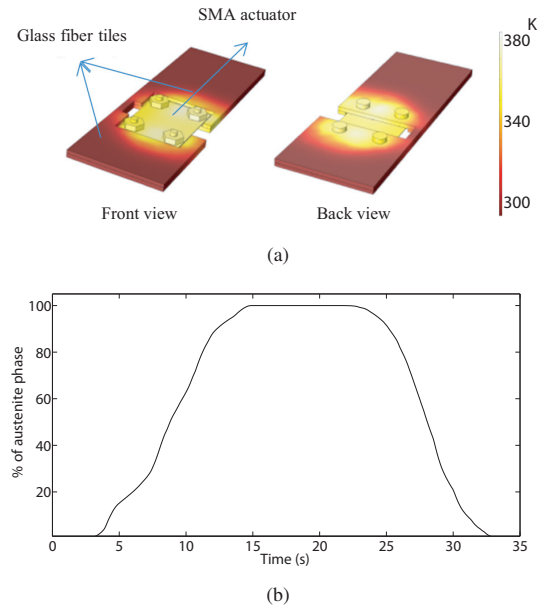 SMA actuator
Glass fiber tiles
K
380
340
300
Front view
Back view
(a)
% of austenite phase
100
80
60
40
20
0
5
10
15
20
25
30
35
Time (s)
(b)